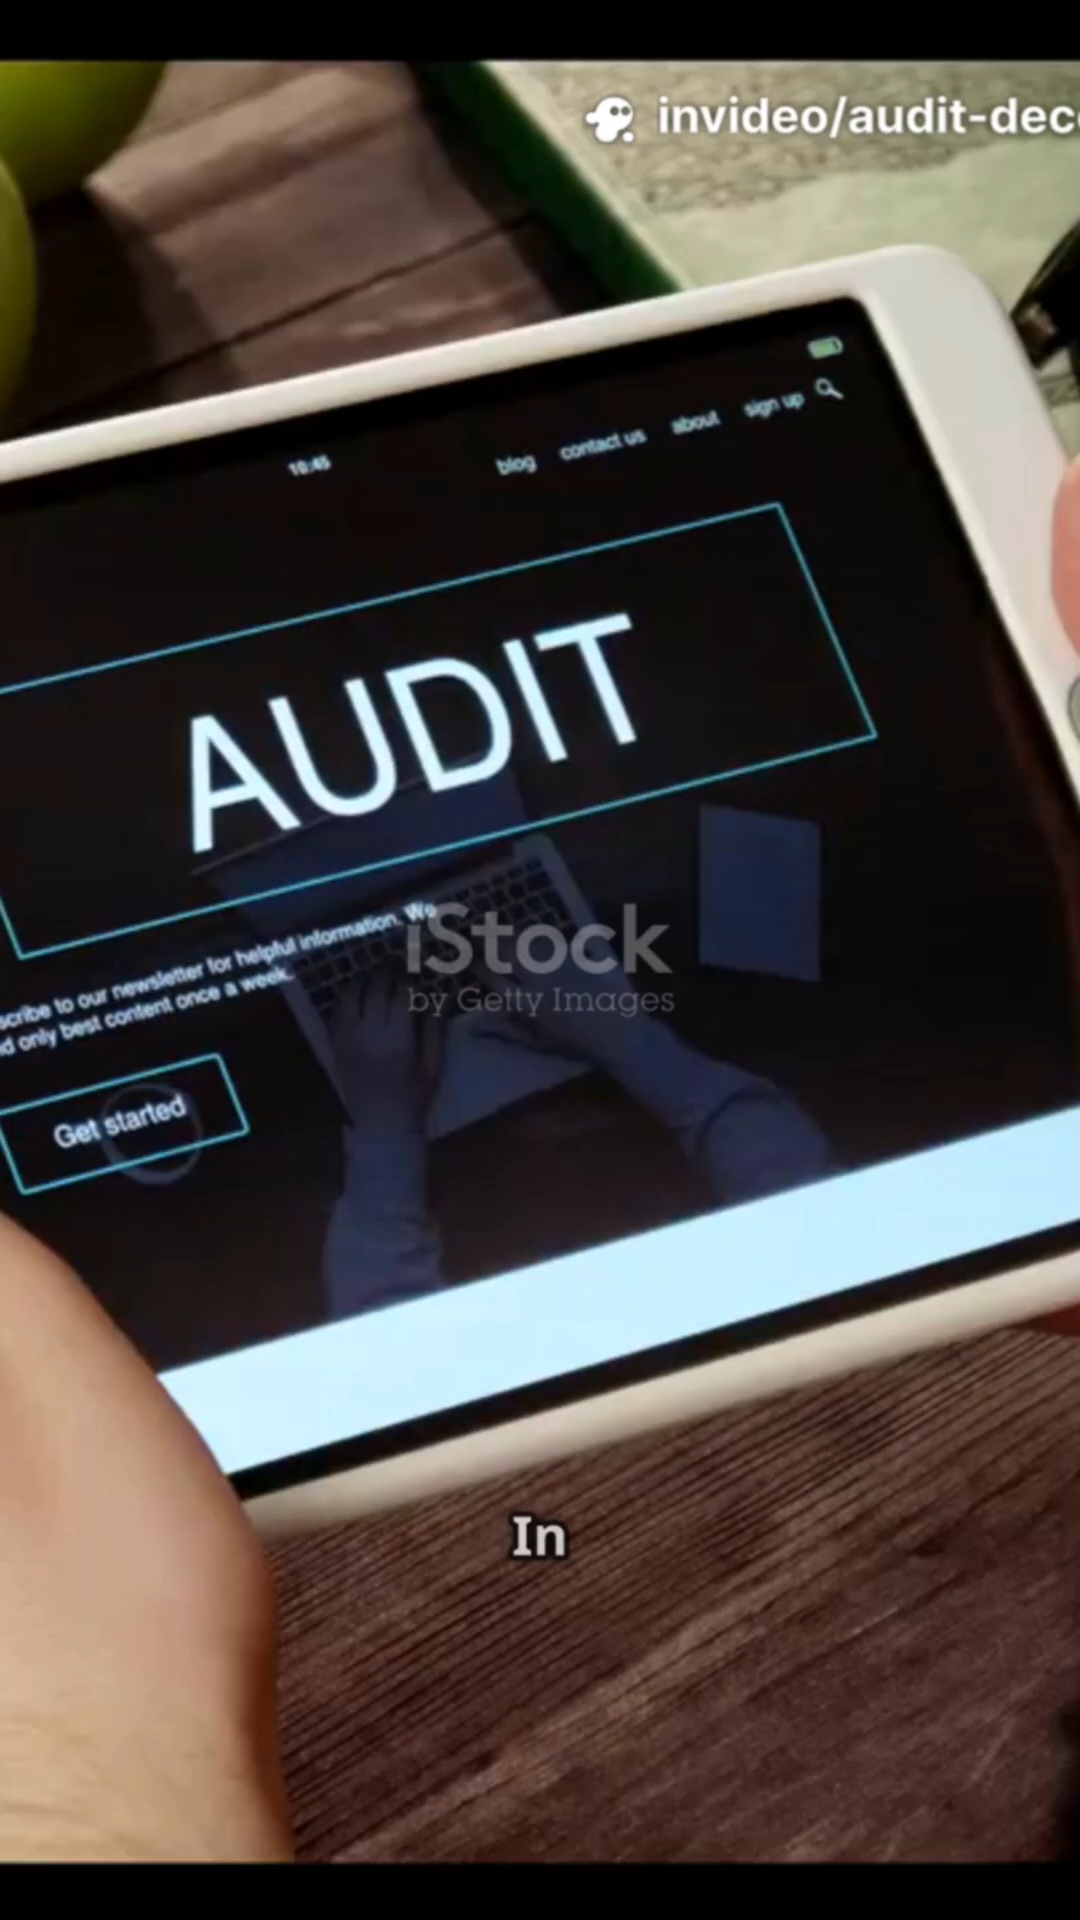 invideo/audit-dec
10:45
blog contact us about sign up
AUDIT
scribe to our newsletter for helpful information. We
d only best content once a week.
iStock
by Getty Images
Get started
In